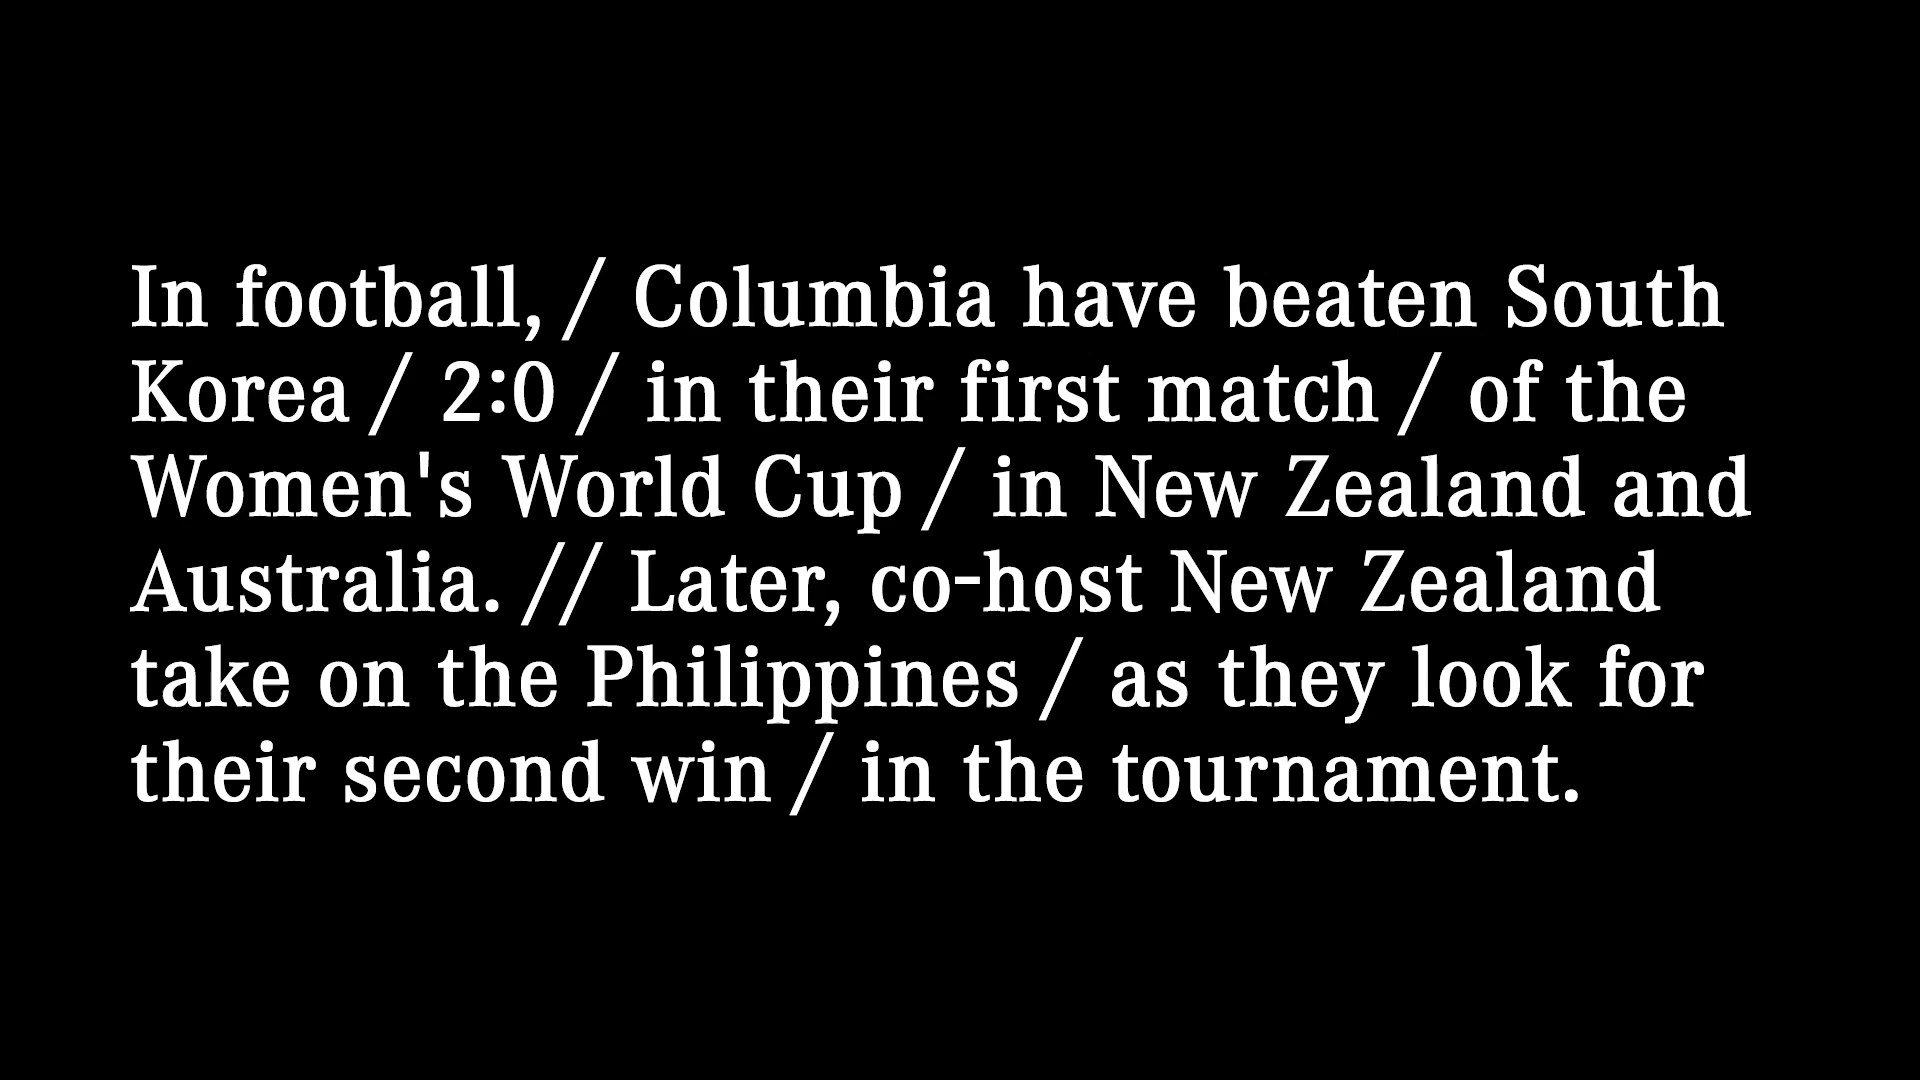 In football, / Columbia have beaten South
Korea / 2:0 / in their first match / of the
Women's World Cup / in New Zealand and
Australia. // Later, co-host New Zealand
take on the Philippines / as they look for
their second win / in the tournament.